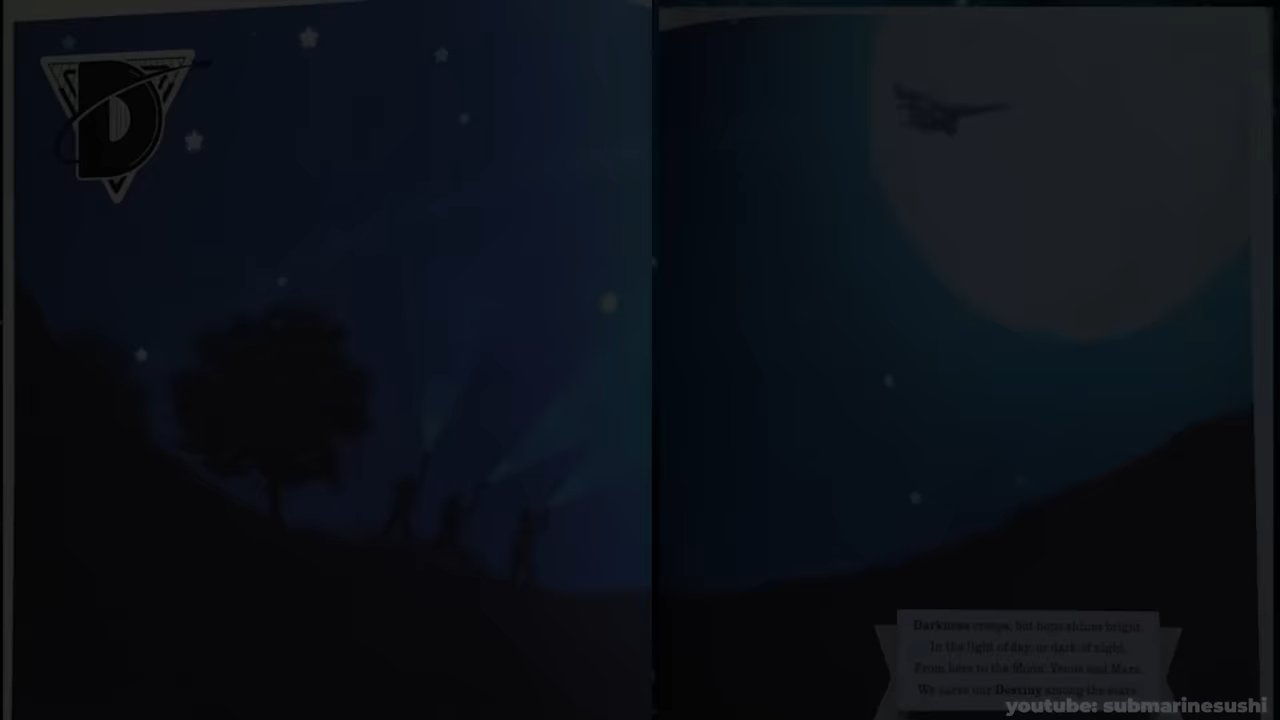 D
Darkness creeps, but hope shines bright.
In the light of day, or dark of night,
From here to the Moon, Venus and Mars,
We carve our Destiny among the stars
youtube: submarinesushi